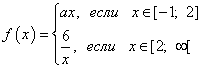 f(x) = { ax, если x∈[-1; 2]
6/x, если x∈[2; ∞[